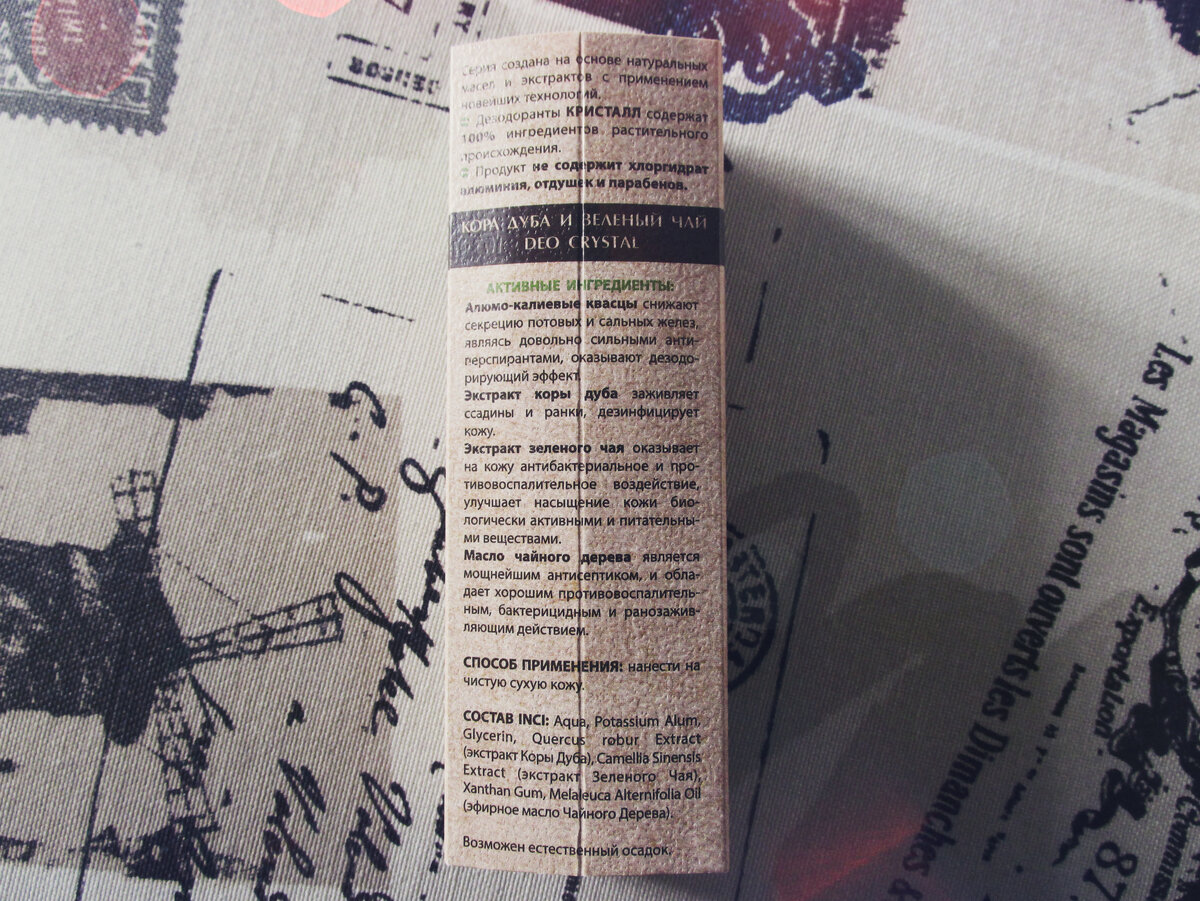 Серия создана на основе натуральных
масел и экстрактов с применением
новейших технологий.
Дезодоранты КРИСТАЛЛ содержат
100% ингредиентов растительного
происхождения.
Продукт не содержит хлоргидрат
алюминия, отдушек и парабенов.
КОРА ДУБА И ЗЕЛЕНЫЙ ЧАЙ
DEO CRYSTAL
АКТИВНЫЕ ИНГРЕДИЕНТЫ:
Алюмо-калиевые квасцы снижают
секрецию потовых и сальных желез,
являясь довольно сильными анти-
перспирантами, оказывают дезодо-
рирующий эффект.
Экстракт коры дуба заживляет
ссадины и ранки, дезинфицирует
кожу.
Экстракт зеленого чая оказывает
на кожу антибактериальное и про-
тивовоспалительное воздействие,
улучшает насыщение кожи био-
логически активными и питательны-
ми веществами.
Масло чайного дерева является
мощнейшим антисептиком, и обла-
дает хорошим противовоспалитель-
ным, бактерицидным и ранозажив-
ляющим действием.
СПОСОБ ПРИМЕНЕНИЯ: нанести на
чистую сухую кожу.
СОСТАВ INCI: Aqua, Potassium Alum,
Glycerin, Quercus robur Extract
(экстракт Коры Дуба), Camellia Sinensis
Extract (экстракт Зеленого Чая),
Xanthan Gum, Melaleuca Alternifolla Oil
(эфирное масло Чайного Дерева).
Возможен естественный осадок.
Les Magasins sont ouverts les Dimanches &
Exportation
87